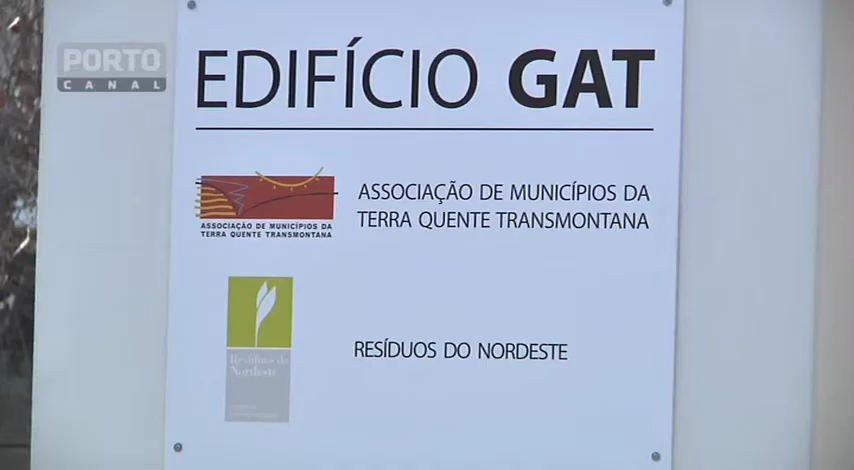 PORTO
CANAL
EDIFÍCIO GAT
ASSOCIAÇÃO DE MUNICÍPIOS DA
TERRA QUENTE TRANSMONTANA
ASSOCIAÇÃO DE MUNICÍPIOS DA
TERRA QUENTE TRANSMONTANA
Resíduos do
Nordeste
RESÍDUOS DO NORDESTE